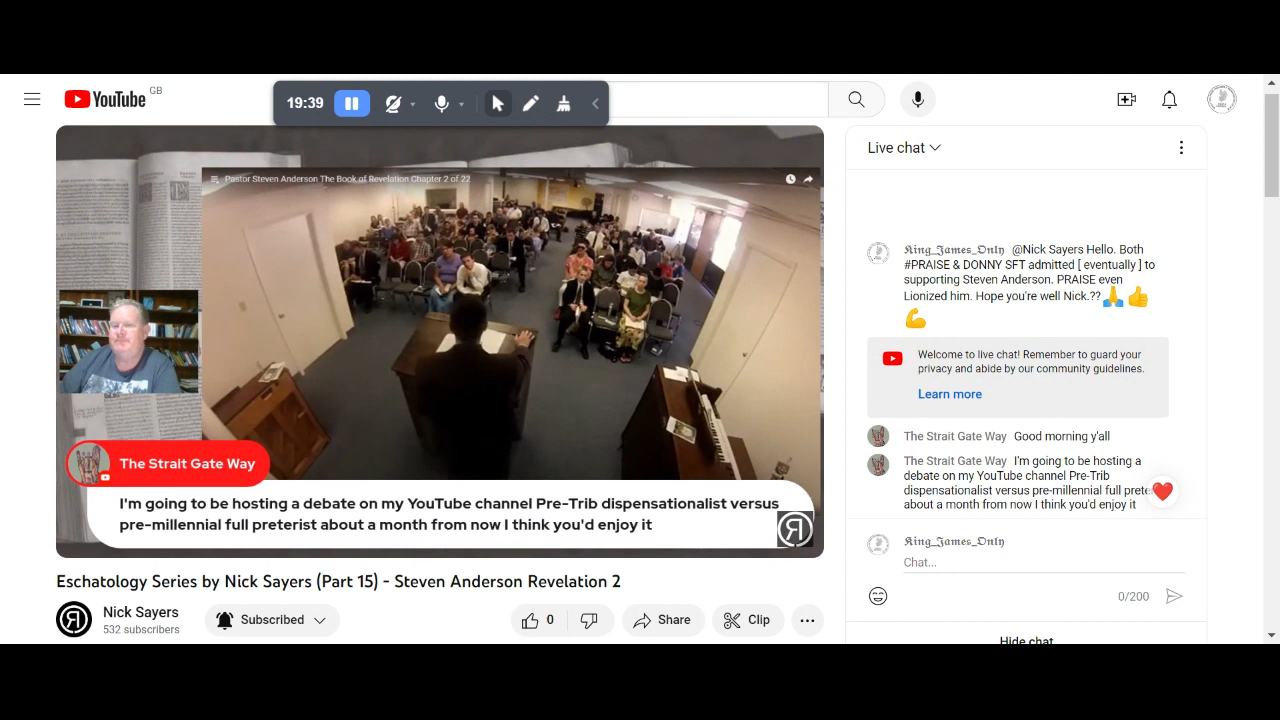 YouTube
GB
19:39
Pastor Steven Anderson The Book of Revelation Chapter 2 of 22
The Strait Gate Way
I'm going to be hosting a debate on my YouTube channel Pre-Trib dispensationalist versus
pre-millennial full preterist about a month from now I think you'd enjoy it
Eschatology Series by Nick Sayers (Part 15) - Steven Anderson Revelation 2
Nick Sayers
532 subscribers
Subscribed
0
Share
Clip
Live chat
𝕶𝖎𝖓𝖌_𝕵𝖆𝖒𝖊𝖘_𝕺𝖓𝖑𝖞 @Nick Sayers Hello. Both
#PRAISE & DONNY SFT admitted [ eventually ] to
supporting Steven Anderson. PRAISE even
Lionized him. Hope you're well Nick.??🙏👍
💪
Welcome to live chat! Remember to guard your
privacy and abide by our community guidelines.
Learn more
The Strait Gate Way Good morning y'all
The Strait Gate Way I'm going to be hosting a
debate on my YouTube channel Pre-Trib
dispensationalist versus pre-millennial full prete
about a month from now I think you'd enjoy it
𝕶𝖎𝖓𝖌_𝕵𝖆𝖒𝖊𝖘_𝕺𝖓𝖑𝖞
Chat...
0/200
Hide chat